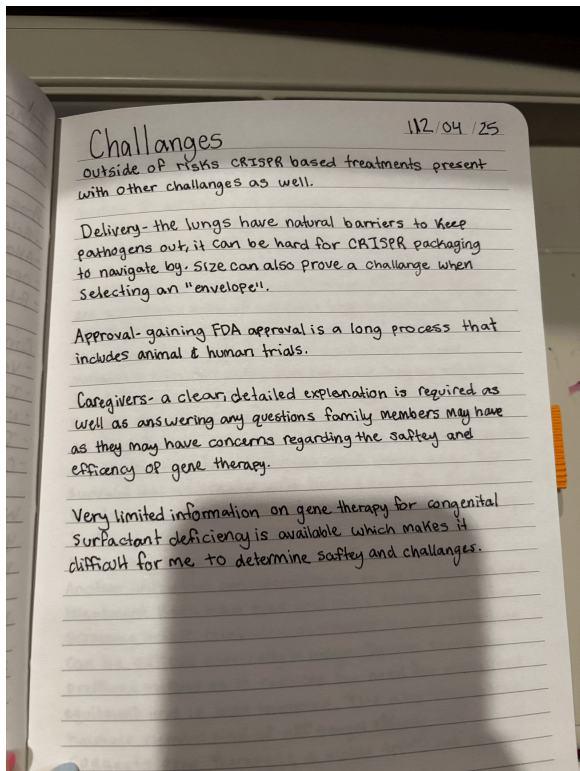 Challanges
112/04/25
outside of risks CRISPR based treatments present
with other challanges as well.
Delivery- the lungs have natural barriers to keep
pathogens out, it can be hard for CRISPR packaging
to navigate by. Size can also prove a challange when
selecting an "envelope".
Approval- gaining FDA approval is a long process that
includes animal & human trials.
Caregivers- a clear, detailed explanation is required as
well as answering any questions family members may have
as they may have concerns regarding the saftey and
efficency of gene therapy.
Very limited information on gene therapy for congenital
surfactant deficiency is available which makes it
difficult for me to determine saftey and challanges.